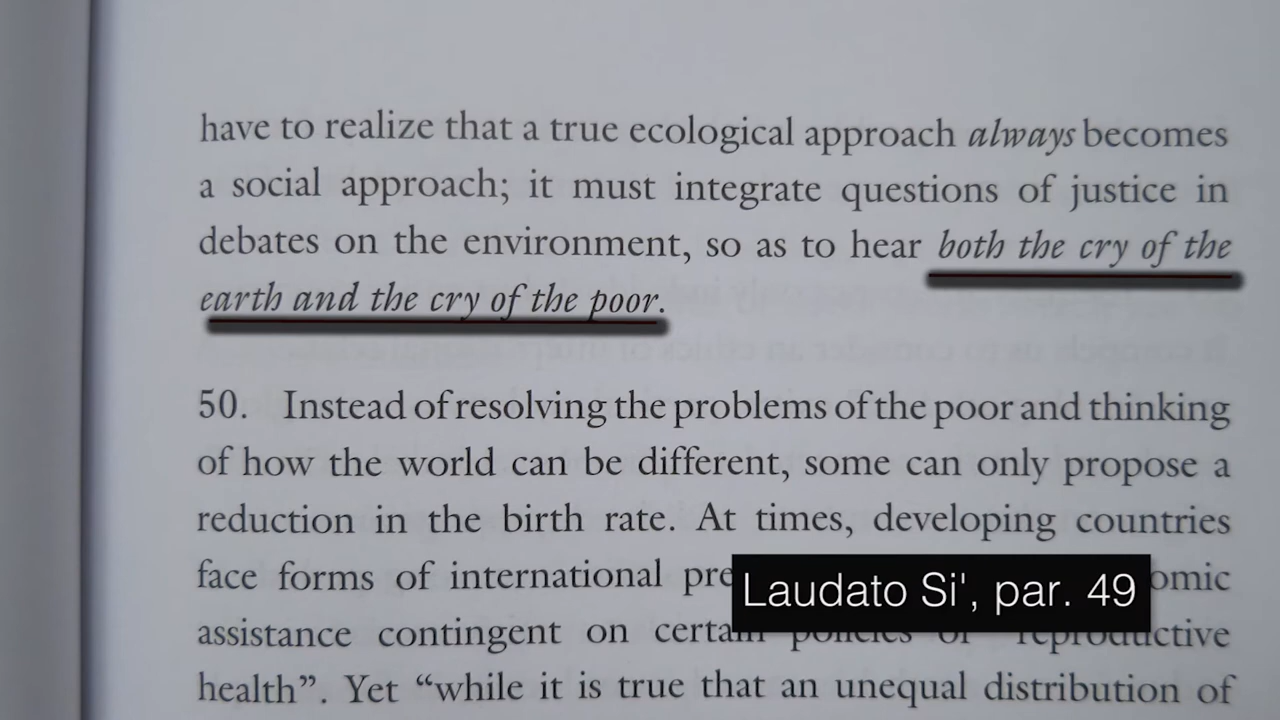 have to realize that a true ecological approach always becomes
a social approach; it must integrate questions of justice in
debates on the environment, so as to hear both the cry of the
earth and the cry of the poor.
50. Instead of resolving the problems of the poor and thinking
of how the world can be different, some can only propose a
reduction in the birth rate. At times, developing countries
face forms of international pre omic
Laudato Si', par. 49
assistance contingent on certain policies of “reproductive
health”. Yet “while it is true that an unequal distribution of